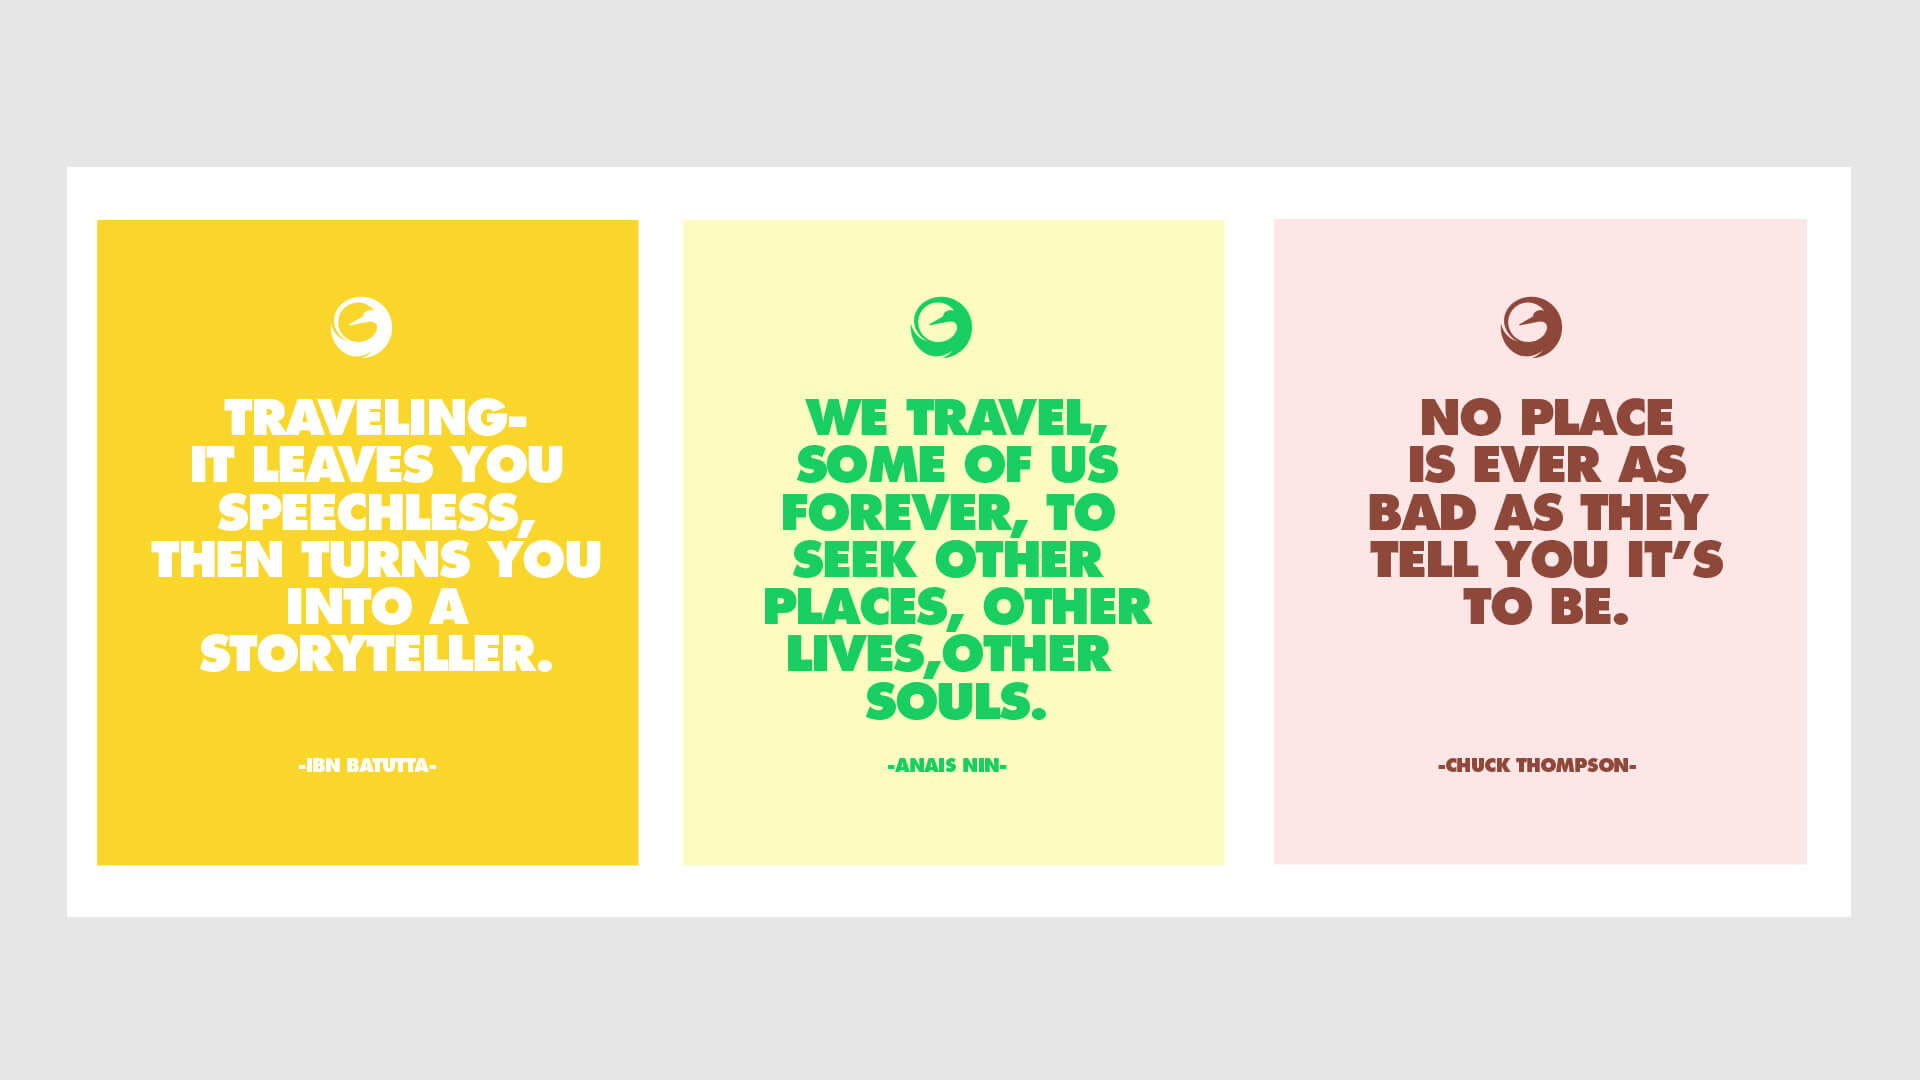 TRAVELING-
IT LEAVES YOU
SPEECHLESS,
THEN TURNS YOU
INTO A
STORYTELLER.
-IBN BATUTTA-
WE TRAVEL,
SOME OF US
FOREVER, TO
SEEK OTHER
PLACES, OTHER
LIVES,OTHER
SOULS.
-ANAIS NIN-
NO PLACE
IS EVER AS
BAD AS THEY
TELL YOU IT’S
TO BE.
-CHUCK THOMPSON-